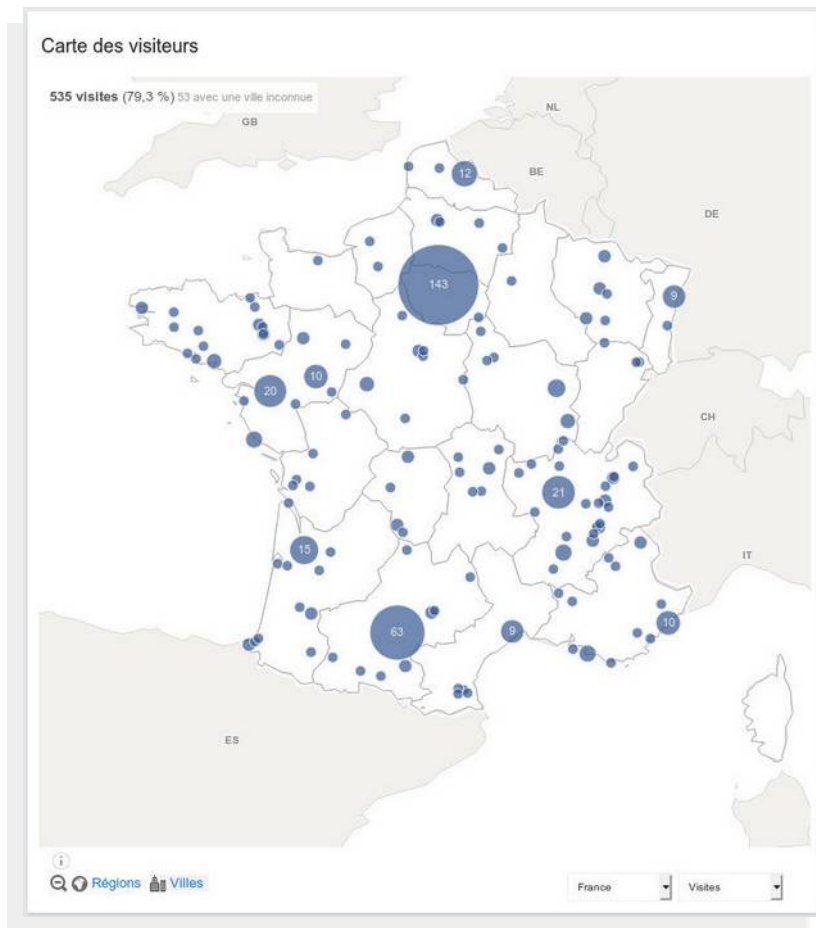 Carte des visiteurs
535 visites (79,3 %) 53 avec une ville inconnue
GB
NL
BE
DE
12
143
9
10
20
CH
21
15
IT
63
9
10
ES
Régions Villes
France Visites